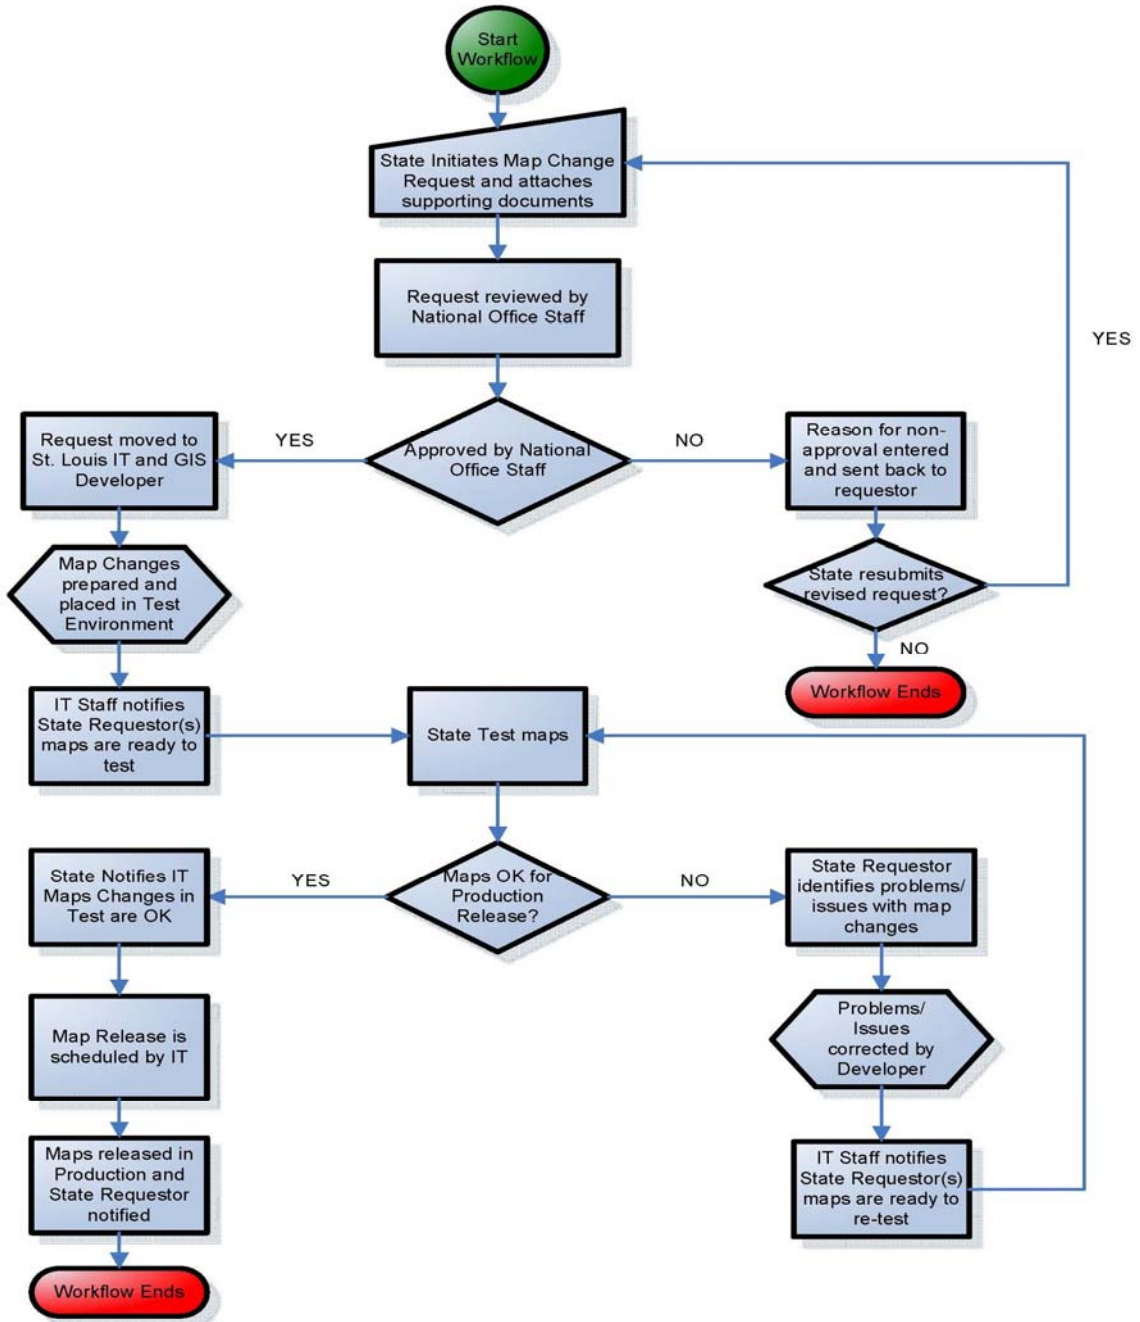 Start
Workflow
State Initiates Map Change
Request and attaches
supporting documents
Request reviewed by
National Office Staff
YES
Request moved to
St. Louis IT and GIS
Developer
YES
Approved by National
Office Staff
NO
Reason for non-
approval entered
and sent back to
requestor
Map Changes
prepared and
placed in Test
Environment
State resubmits
revised request?
NO
Workflow Ends
IT Staff notifies
State Requestor(s)
maps are ready to
test
State Test maps
State Notifies IT
Maps Changes in
Test are OK
YES
Maps OK for
Production
Release?
NO
State Requestor
identifies problems/
issues with map
changes
Map Release is
scheduled by IT
Problems/
Issues
corrected by
Developer
Maps released in
Production and
State Requestor
notified
IT Staff notifies
State Requestor(s)
maps are ready to
re-test
Workflow Ends